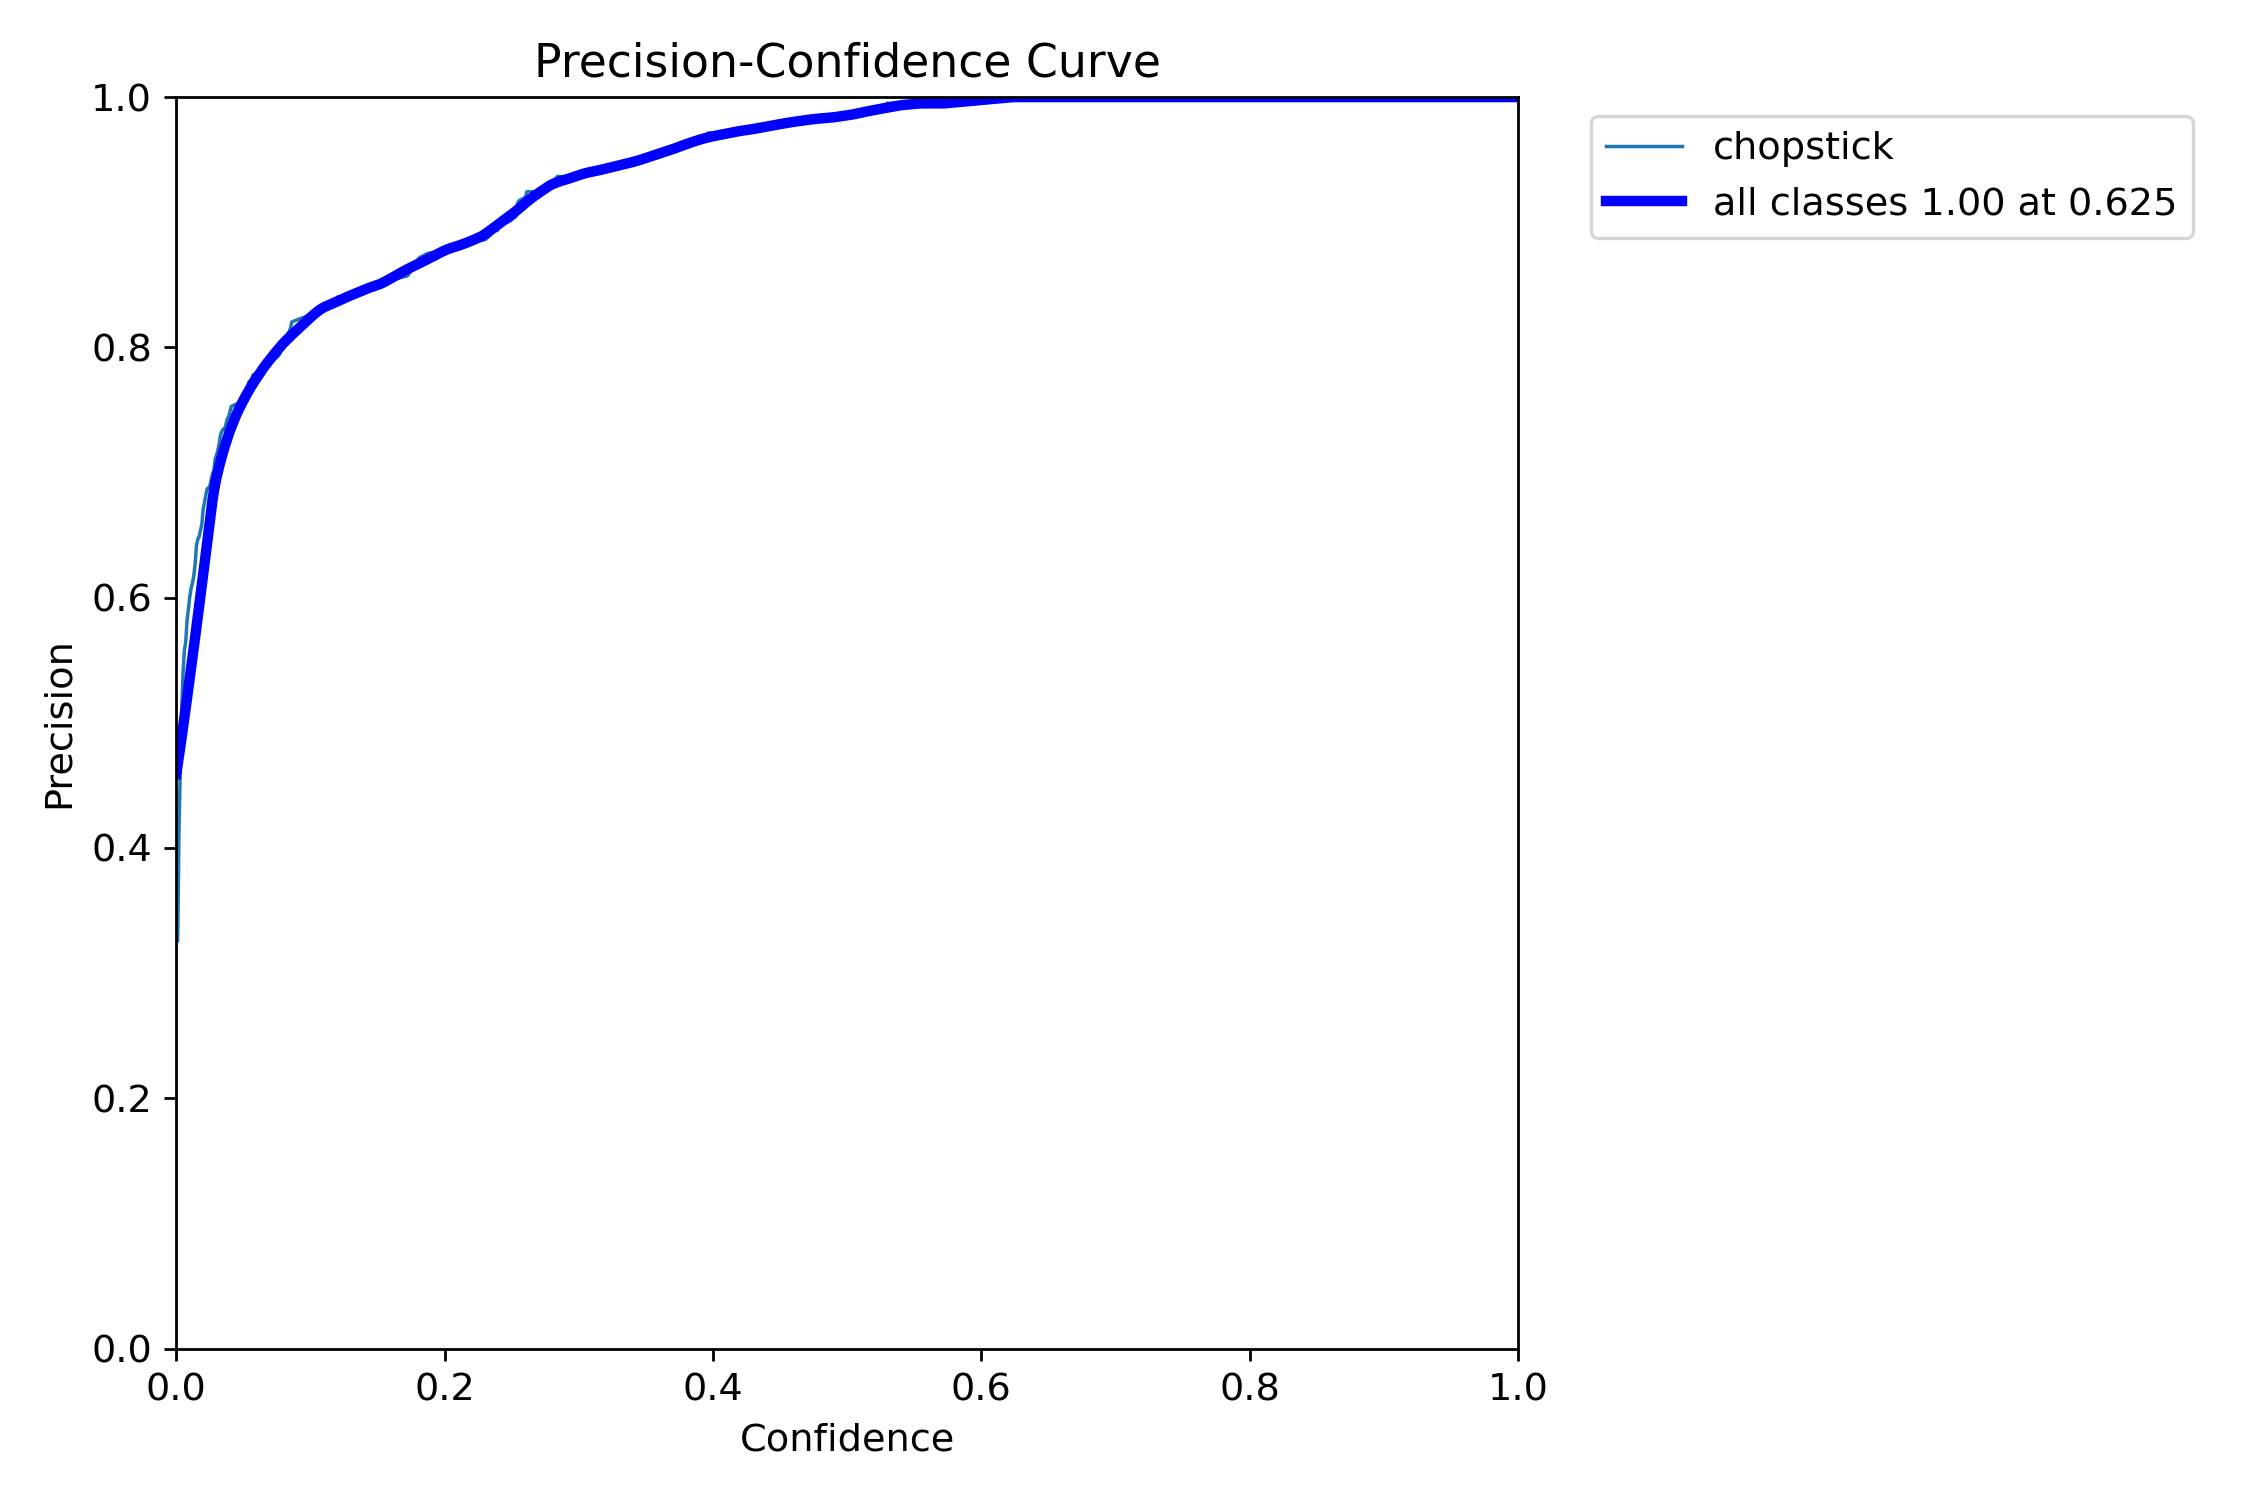 Precision-Confidence Curve
1.0
0.8
0.6
0.4
0.2
0.0
Precision
0.0 0.2 0.4 0.6 0.8 1.0
Confidence
chopstick
all classes 1.00 at 0.625